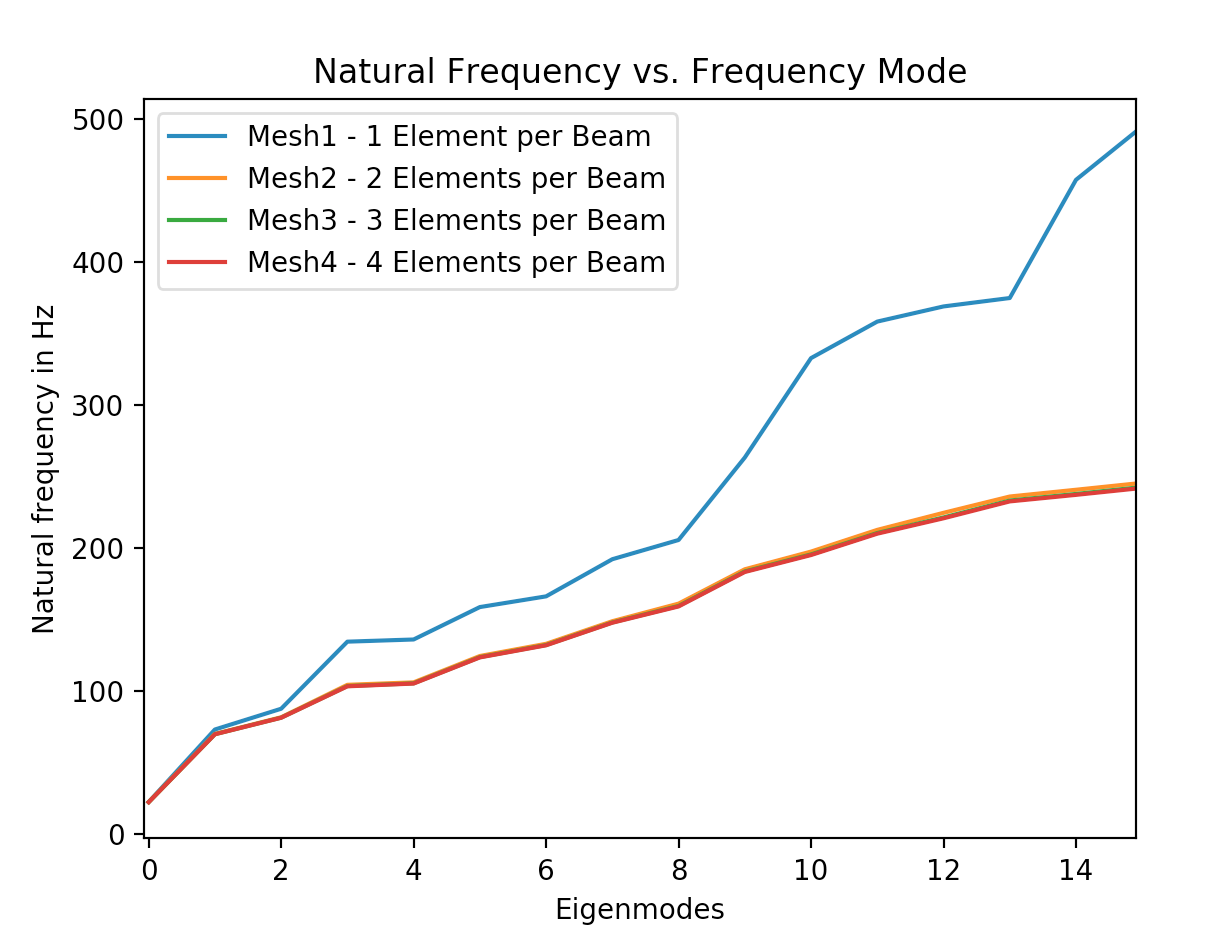 Natural Frequency vs. Frequency Mode
500
400
300
200
100
0
Natural frequency in Hz
Mesh1 - 1 Element per Beam
Mesh2 - 2 Elements per Beam
Mesh3 - 3 Elements per Beam
Mesh4 - 4 Elements per Beam
0 2 4 6 8 10 12 14
Eigenmodes